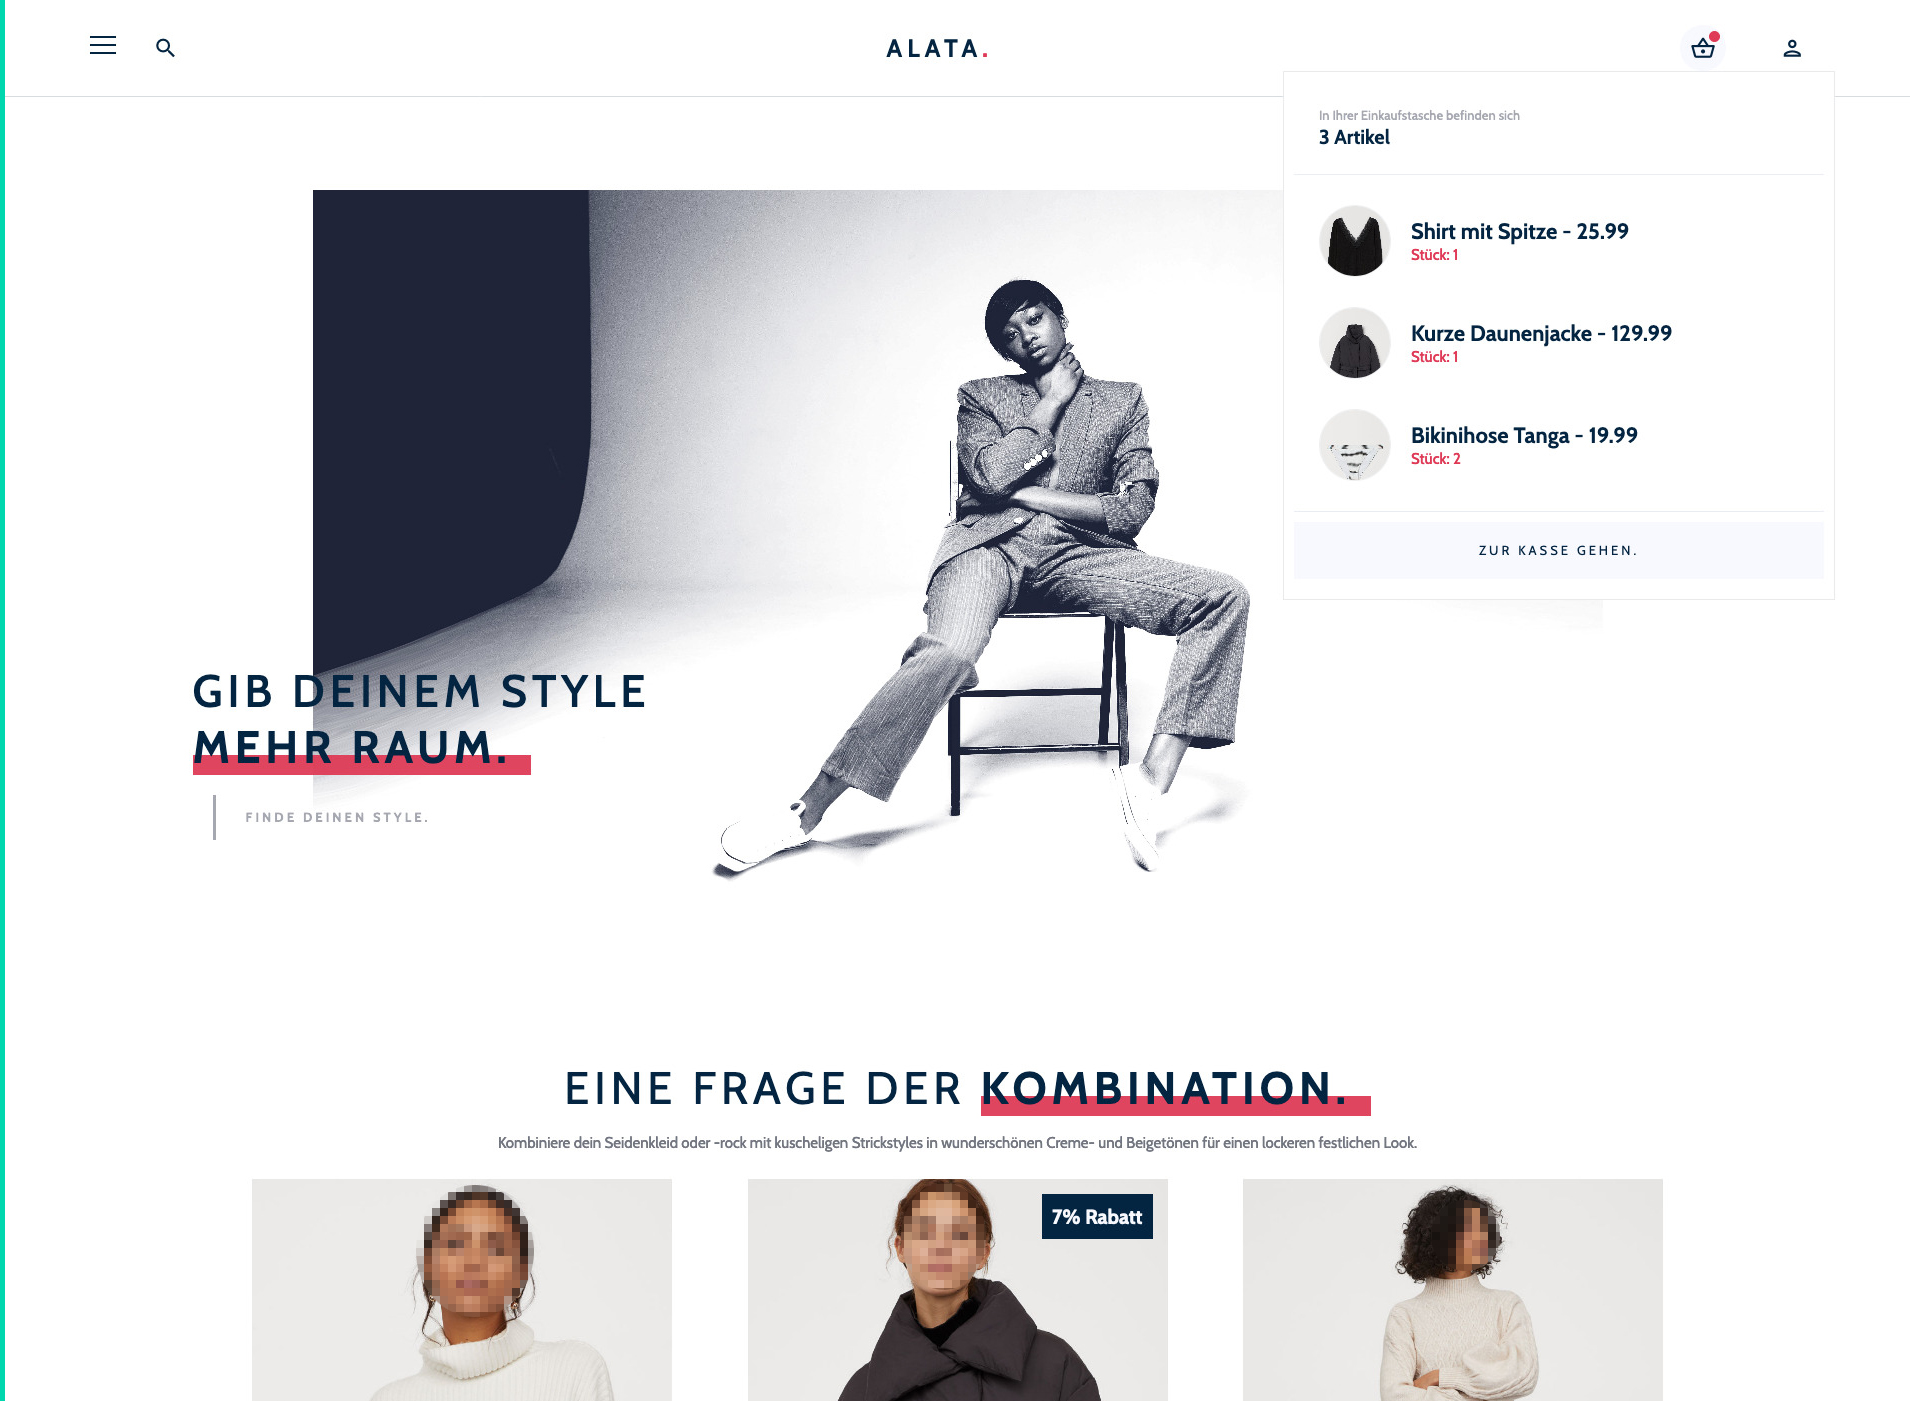 ALATA.
In Ihrer Einkaufstasche befinden sich
3 Artikel
Shirt mit Spitze - 25.99
Stück: 1
Kurze Daunenjacke - 129.99
Stück: 1
Bikinihose Tanga - 19.99
Stück: 2
ZUR KASSE GEHEN.
GIB DEINEM STYLE
MEHR RAUM.
FINDE DEINEN STYLE.
EINE FRAGE DER KOMBINATION.
Kombiniere dein Seidenkleid oder -rock mit kuscheligen Strickstyles in wunderschönen Creme- und Beigetönen für einen lockeren festlichen Look.
7% Rabatt